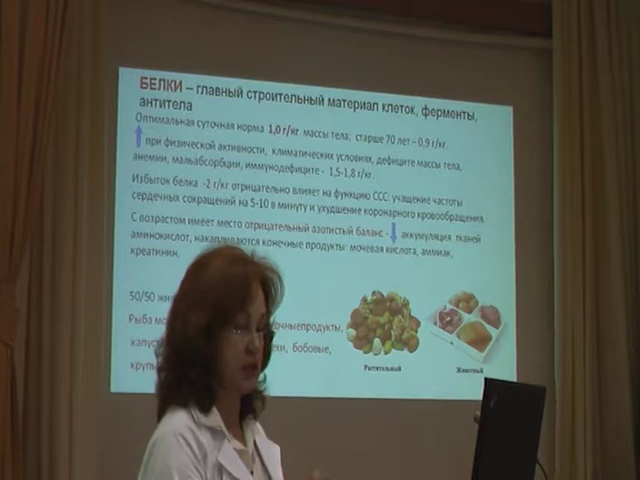 БЕЛКИ – главный строительный материал клеток, ферменты,
антитела
Оптимальная суточная норма 1,0 г/кг массы тела; старше 70 лет – 0,9 г/кг.
при физической активности, климатических условиях, дефиците массы тела,
анемии, мальабсорбции, иммунодефиците - 1,5-1,8 г/кг.
Избыток белка -2 г/кг отрицательно влияет на функцию ССС: учащение частоты
сердечных сокращений на 5-10 в минуту и ухудшение коронарного кровообращения.
С возрастом имеет место отрицательный азотистый баланс - аккумуляция тканей
аминокислот, накапливаются конечные продукты: мочевая кислота, аммиак,
креатинин.
50/50
Рыба
бобовые,
Растительный
Животный